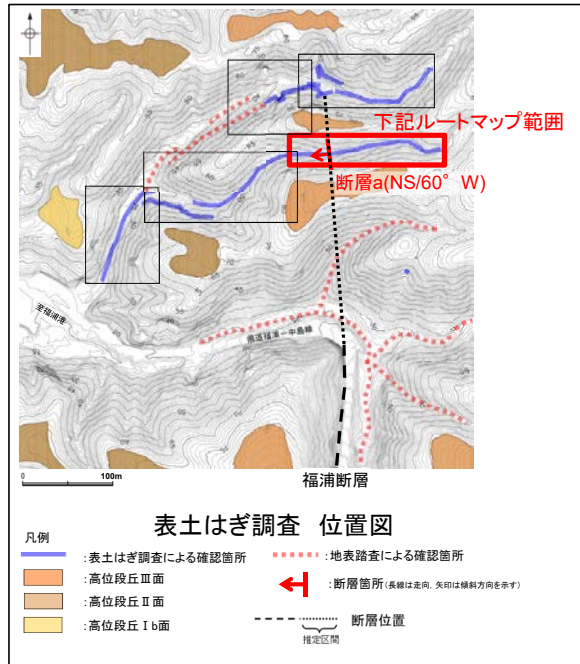 下記ルートマップ範囲
断層a(NS/60°W)
至福浦港
県道福浦－中島線
0 100m
福浦断層
表土はぎ調査 位置図
凡例
:表土はぎ調査による確認箇所
:地表踏査による確認箇所
:高位段丘Ⅲ面
:断層箇所(長線は走向，矢印は傾斜方向を示す)
:高位段丘Ⅱ面
:高位段丘Ⅰb面
断層位置
推定区間